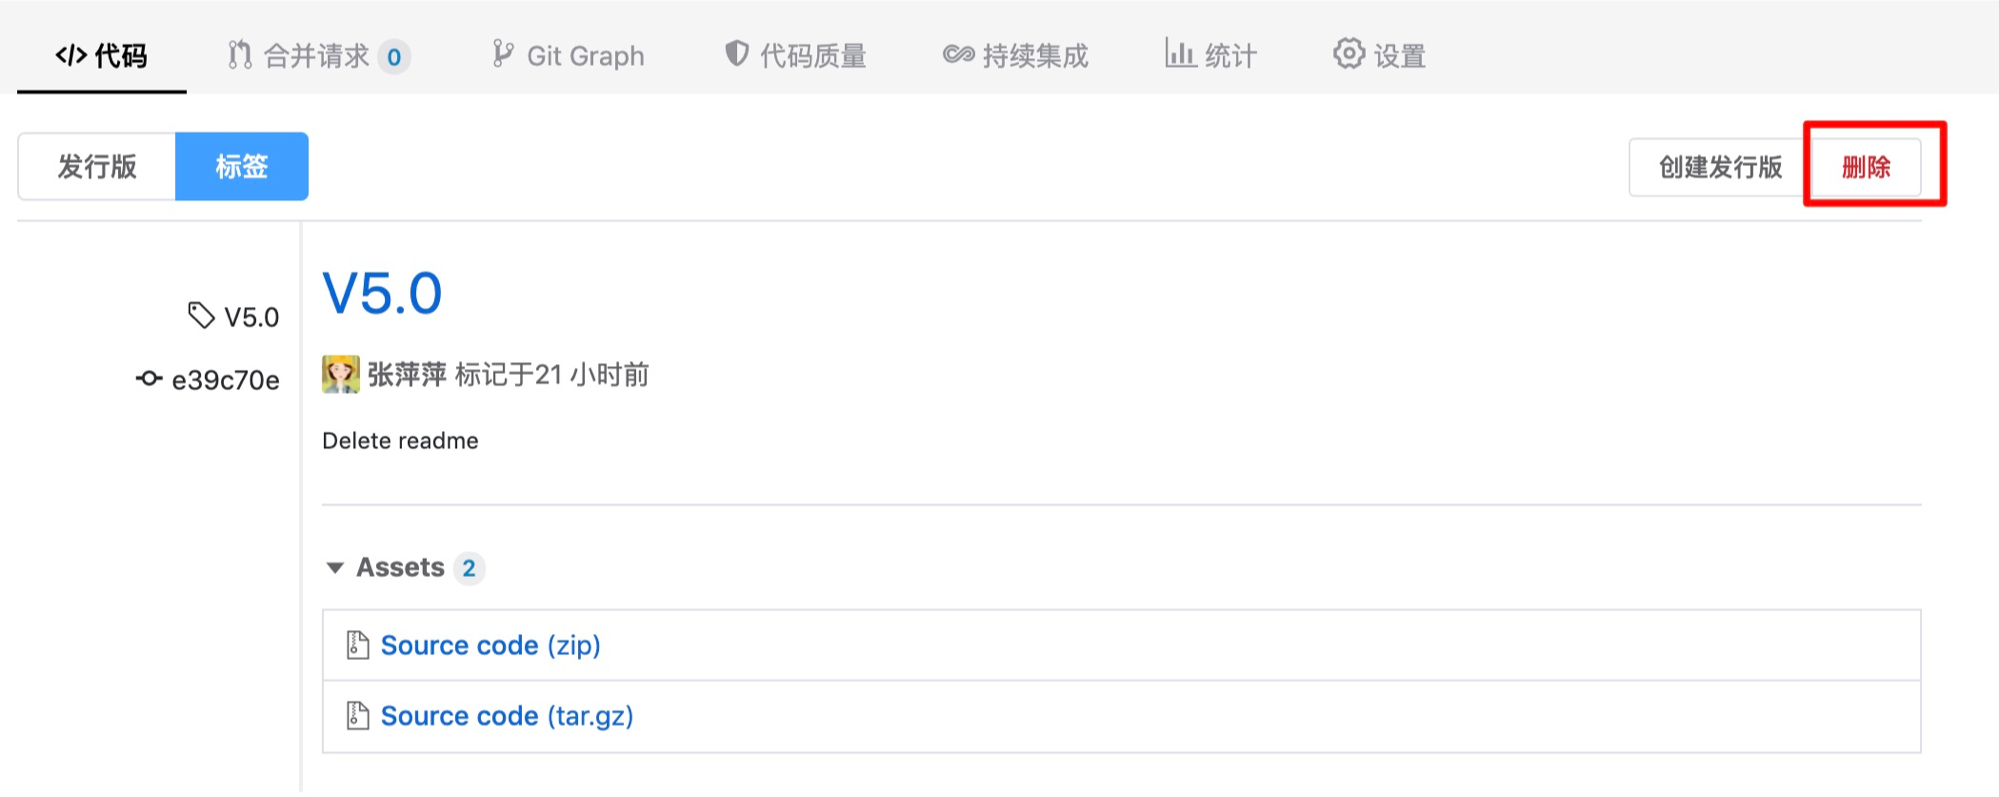 代码 合并请求 0 Git Graph 代码质量 持续集成 统计 设置
发行版 标签 创建发行版 删除
V5.0
V5.0
e39c70e
张萍萍 标记于21 小时前
Delete readme
Assets 2
Source code (zip)
Source code (tar.gz)